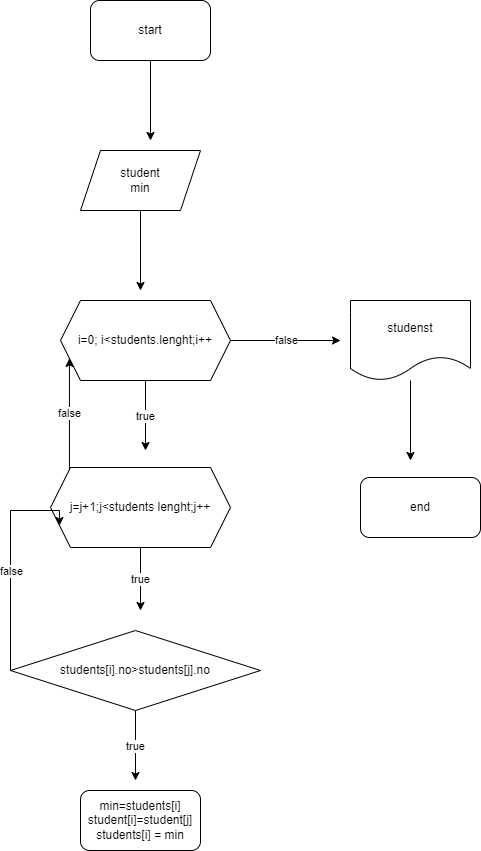 start
student
min
i=0; i<students.lenght;i++
false
studenst
false
true
j=j+1;j<students lenght;j++
end
false
true
students[i].no>students[j].no
true
min=students[i]
student[i]=student[j]
students[i] = min